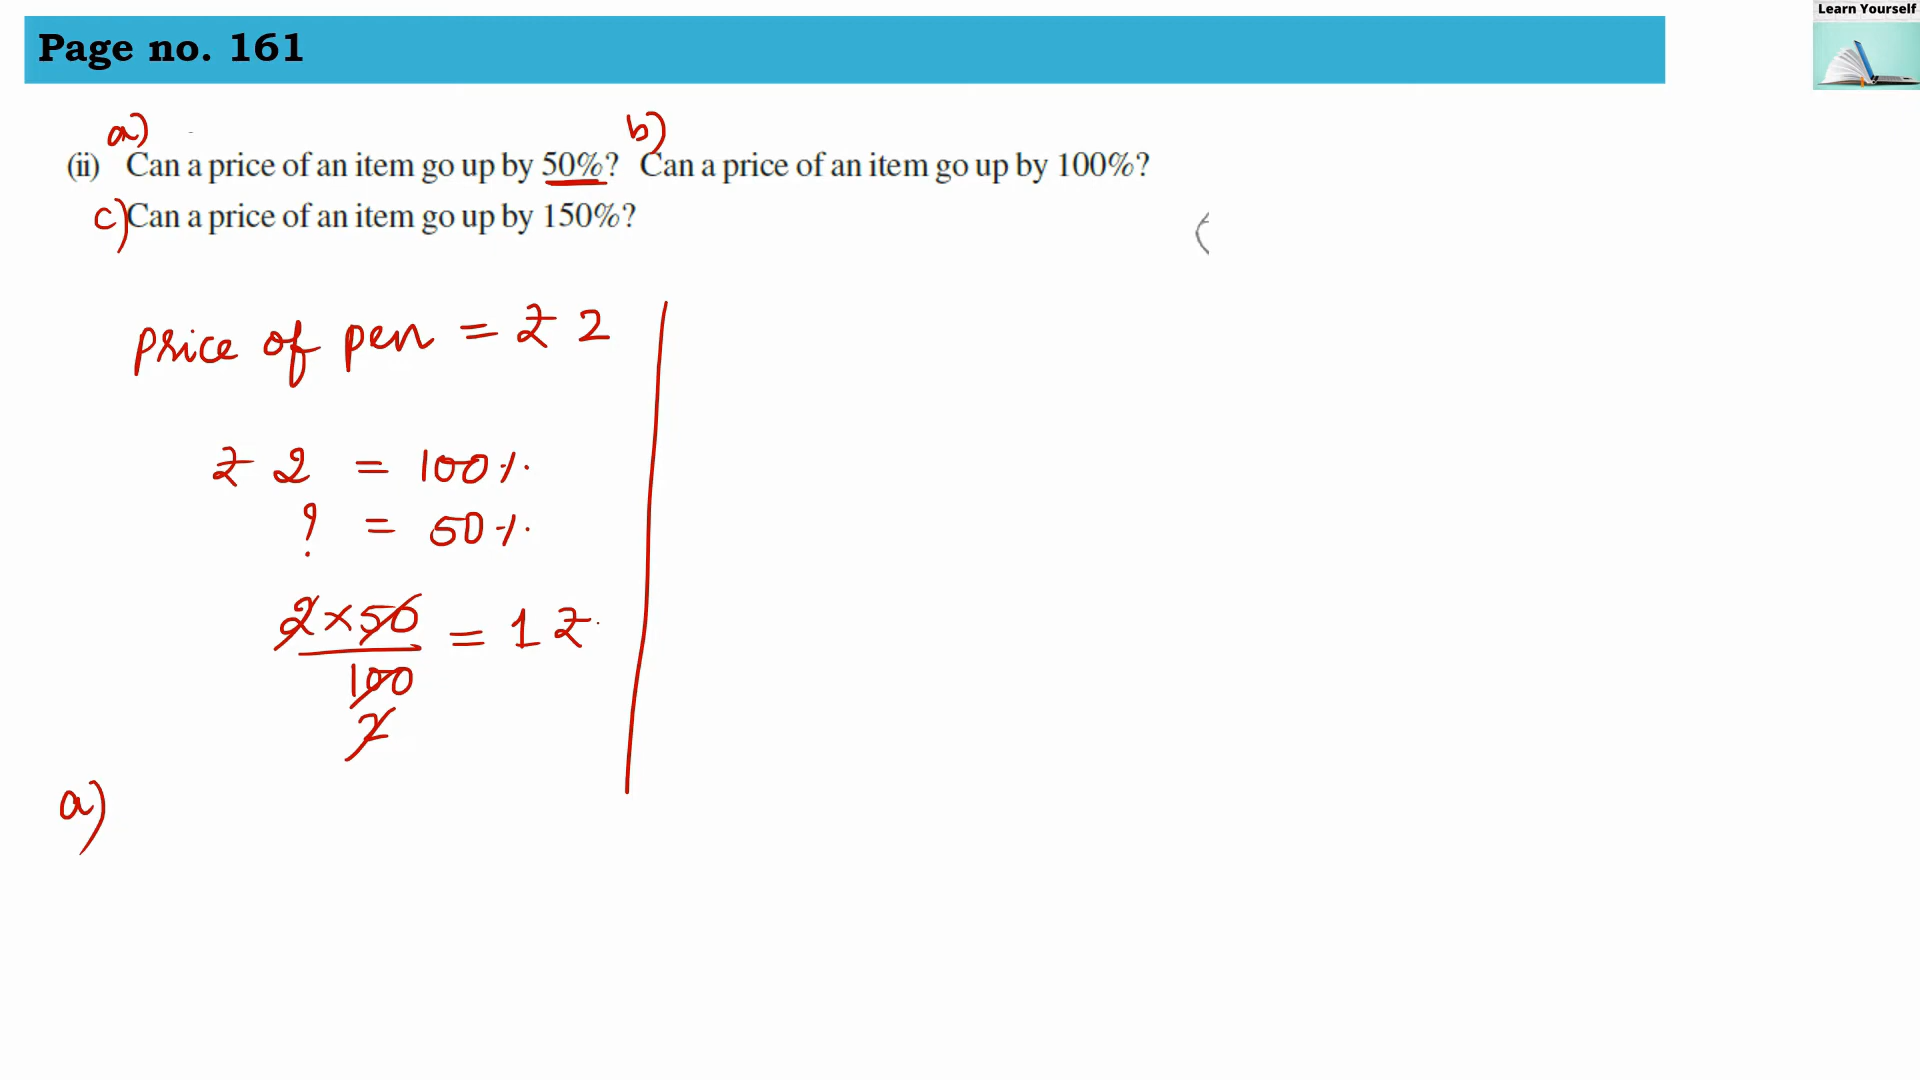 Learn Yourself
Page no. 161
a) b)
(ii) Can a price of an item go up by 50%? Can a price of an item go up by 100%?
c) Can a price of an item go up by 150%?
(
price of pen = ₹ 2
₹ 2 = 100%
? = 50%
2 × 50 = 1 ₹
100
2
a)